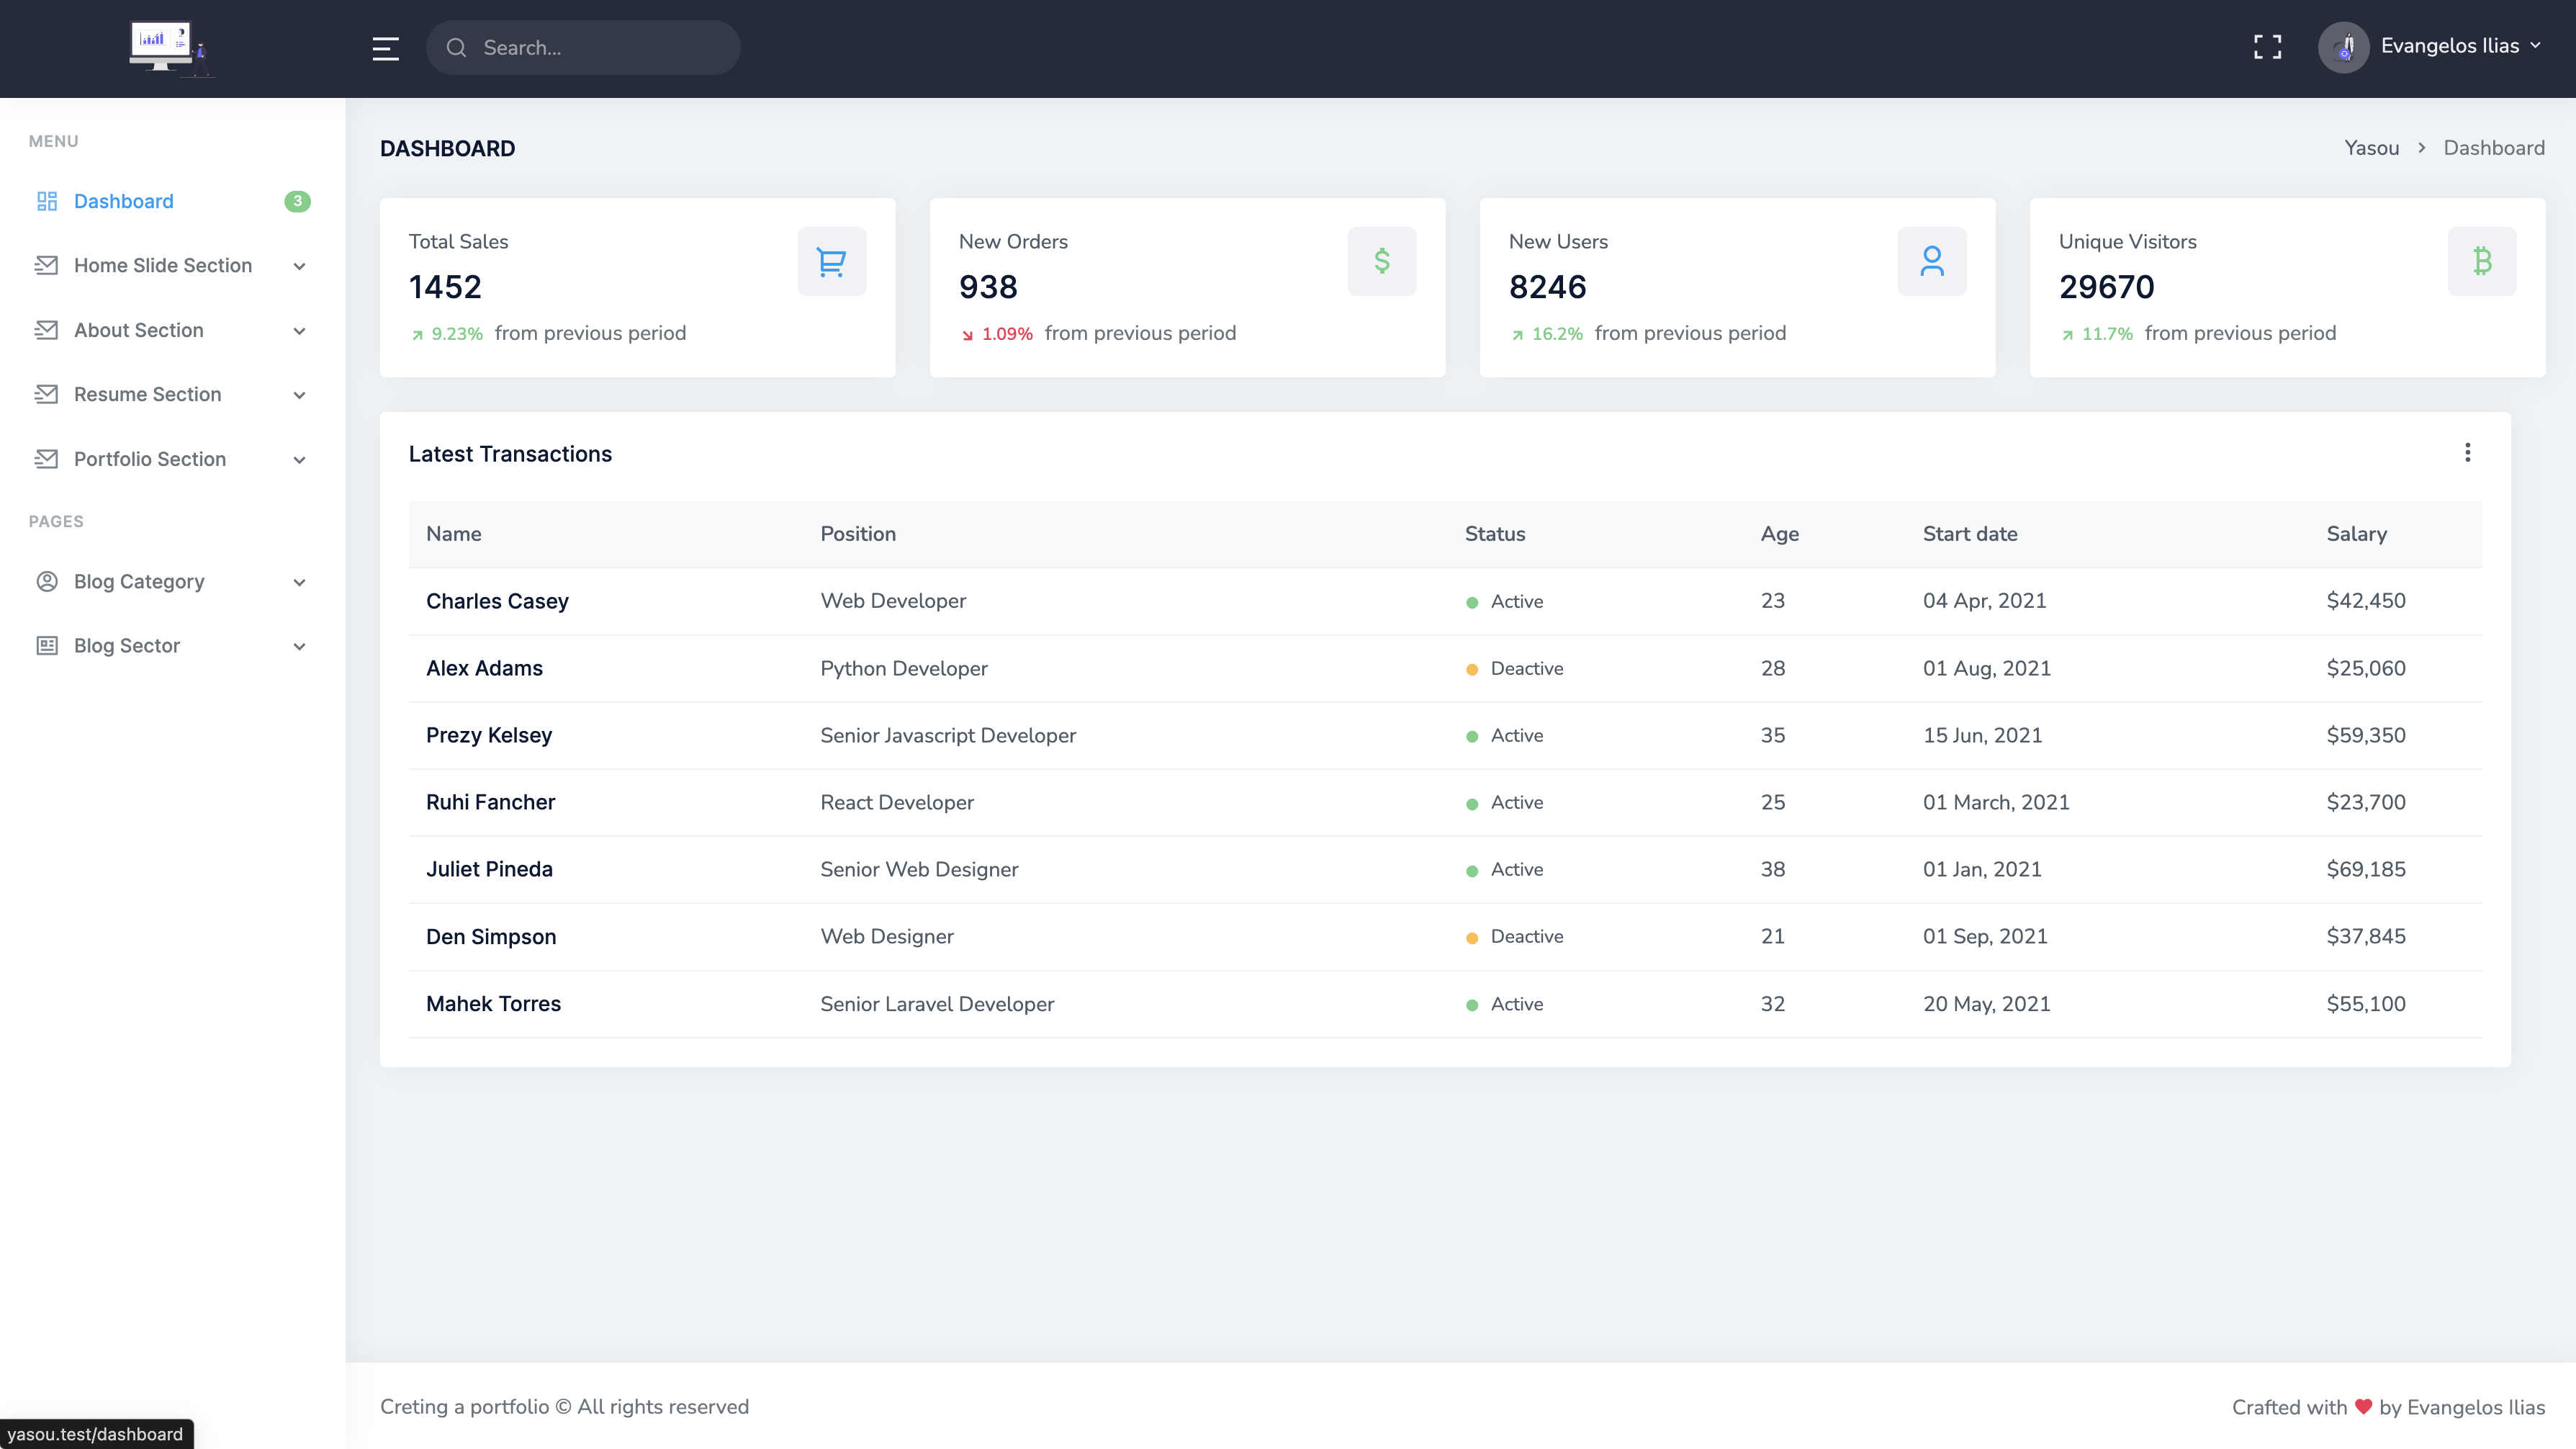 Search...
Evangelos Ilias
MENU
Dashboard 3
Home Slide Section
About Section
Resume Section
Portfolio Section
PAGES
Blog Category
Blog Sector
DASHBOARD
Yasou > Dashboard
Total Sales
1452
9.23% from previous period
New Orders
$
938
1.09% from previous period
New Users
8246
16.2% from previous period
Unique Visitors
29670
11.7% from previous period
Latest Transactions
Name Position Status Age Start date Salary
Charles Casey Web Developer Active 23 04 Apr, 2021 $42,450
Alex Adams Python Developer Deactive 28 01 Aug, 2021 $25,060
Prezy Kelsey Senior Javascript Developer Active 35 15 Jun, 2021 $59,350
Ruhi Fancher React Developer Active 25 01 March, 2021 $23,700
Juliet Pineda Senior Web Designer Active 38 01 Jan, 2021 $69,185
Den Simpson Web Designer Deactive 21 01 Sep, 2021 $37,845
Mahek Torres Senior Laravel Developer Active 32 20 May, 2021 $55,100
Creting a portfolio © All rights reserved
Crafted with ❤ by Evangelos Ilias
yasou.test/dashboard